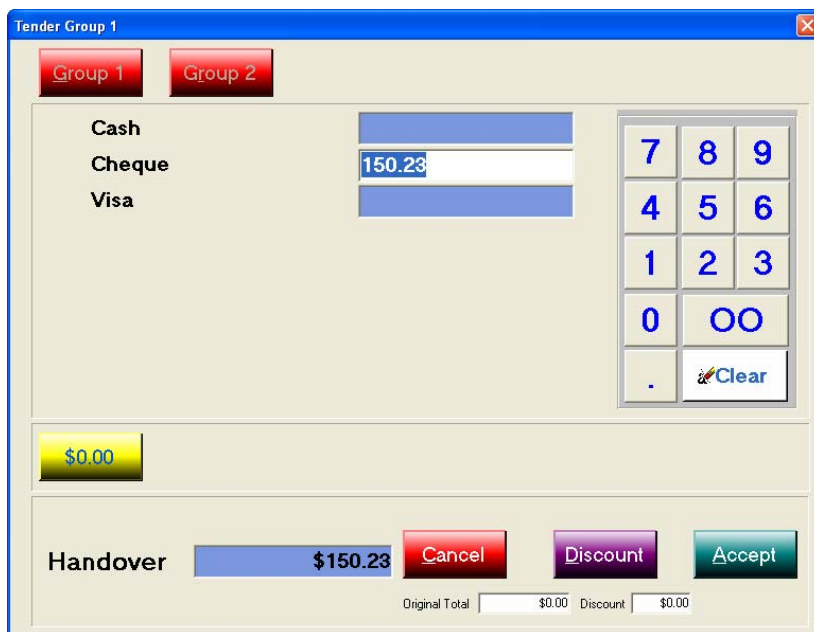 Tender Group 1
Group 1 Group 2
Cash
Cheque 150.23
Visa
7 8 9
4 5 6
1 2 3
0 00
. Clear
$0.00
Handover $150.23 Cancel Discount Accept
Original Total $0.00 Discount $0.00